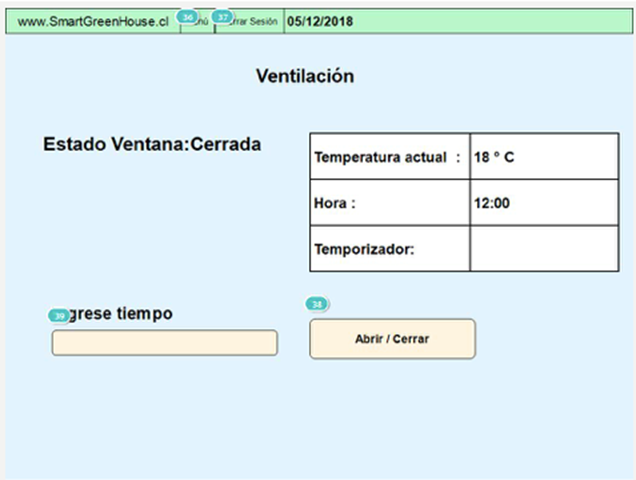 www.SmartGreenHouse.cl 36 nú 37 rrar Sesión 05/12/2018
Ventilación
Estado Ventana:Cerrada
Temperatura actual : 18 º C
Hora : 12:00
Temporizador:
39 grese tiempo
38
Abrir / Cerrar